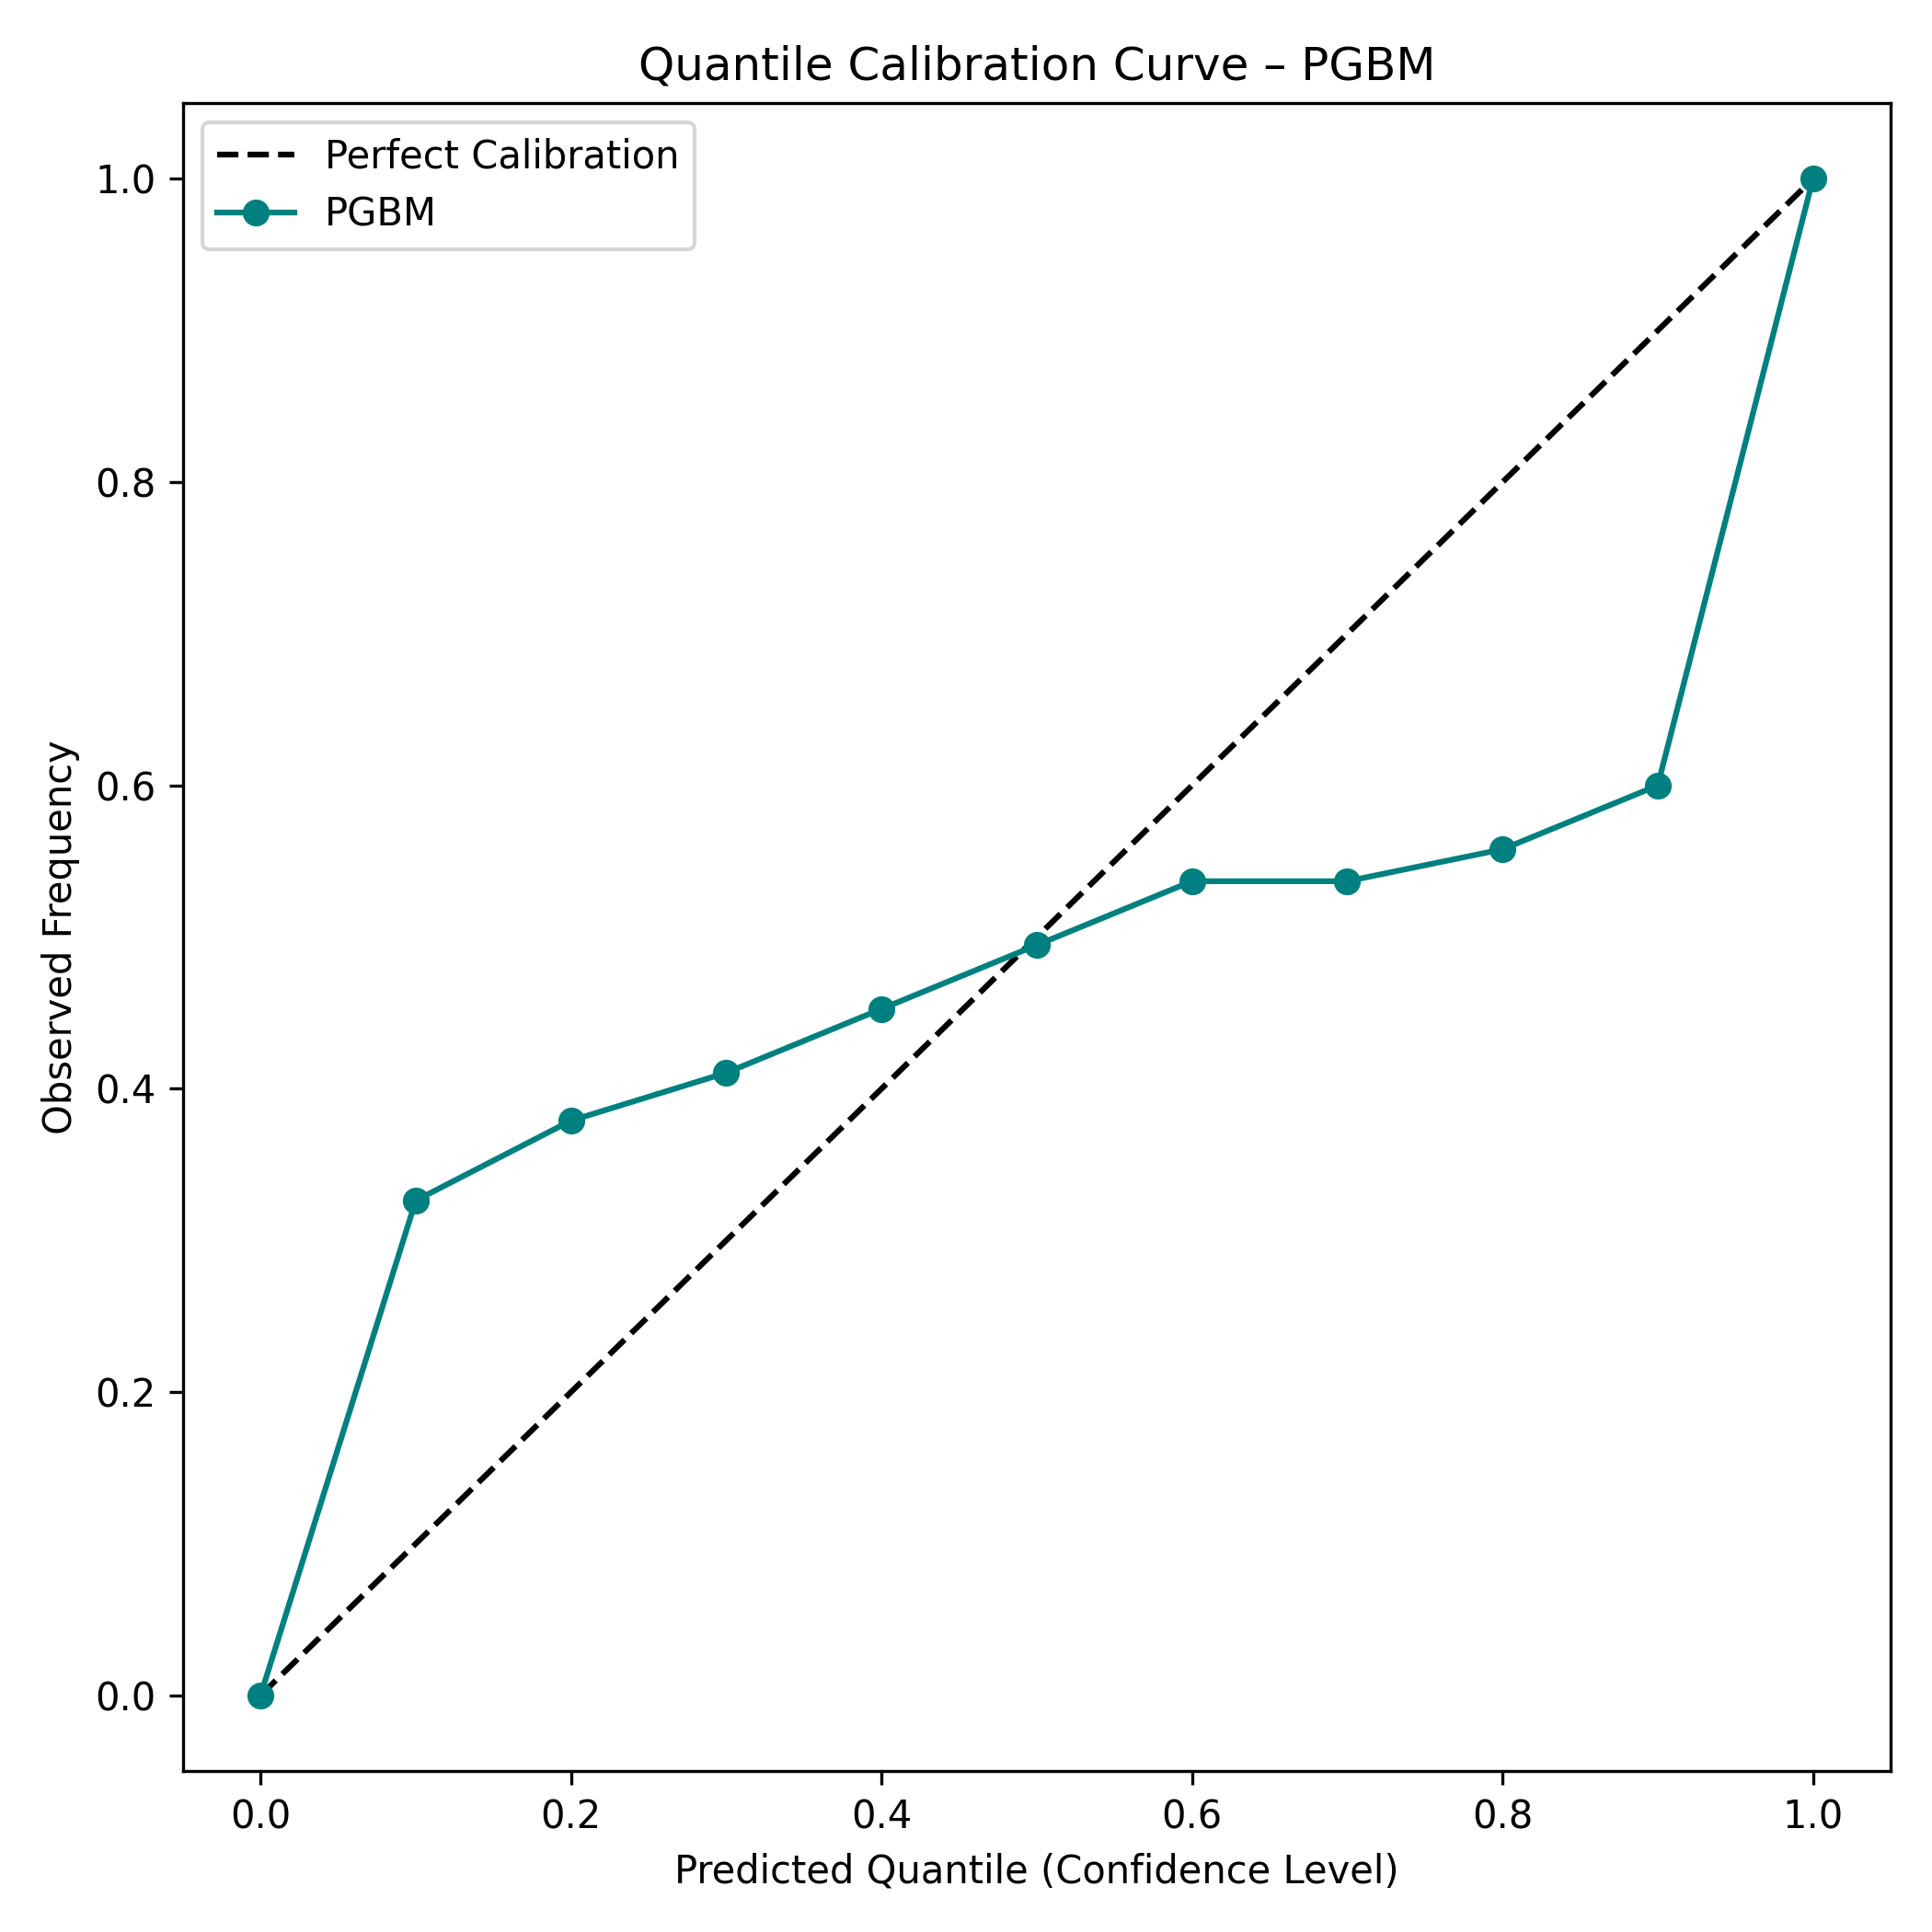 Quantile Calibration Curve – PGBM
Perfect Calibration
PGBM
1.0
0.8
0.6
0.4
0.2
0.0
Observed Frequency
0.0 0.2 0.4 0.6 0.8 1.0
Predicted Quantile (Confidence Level)